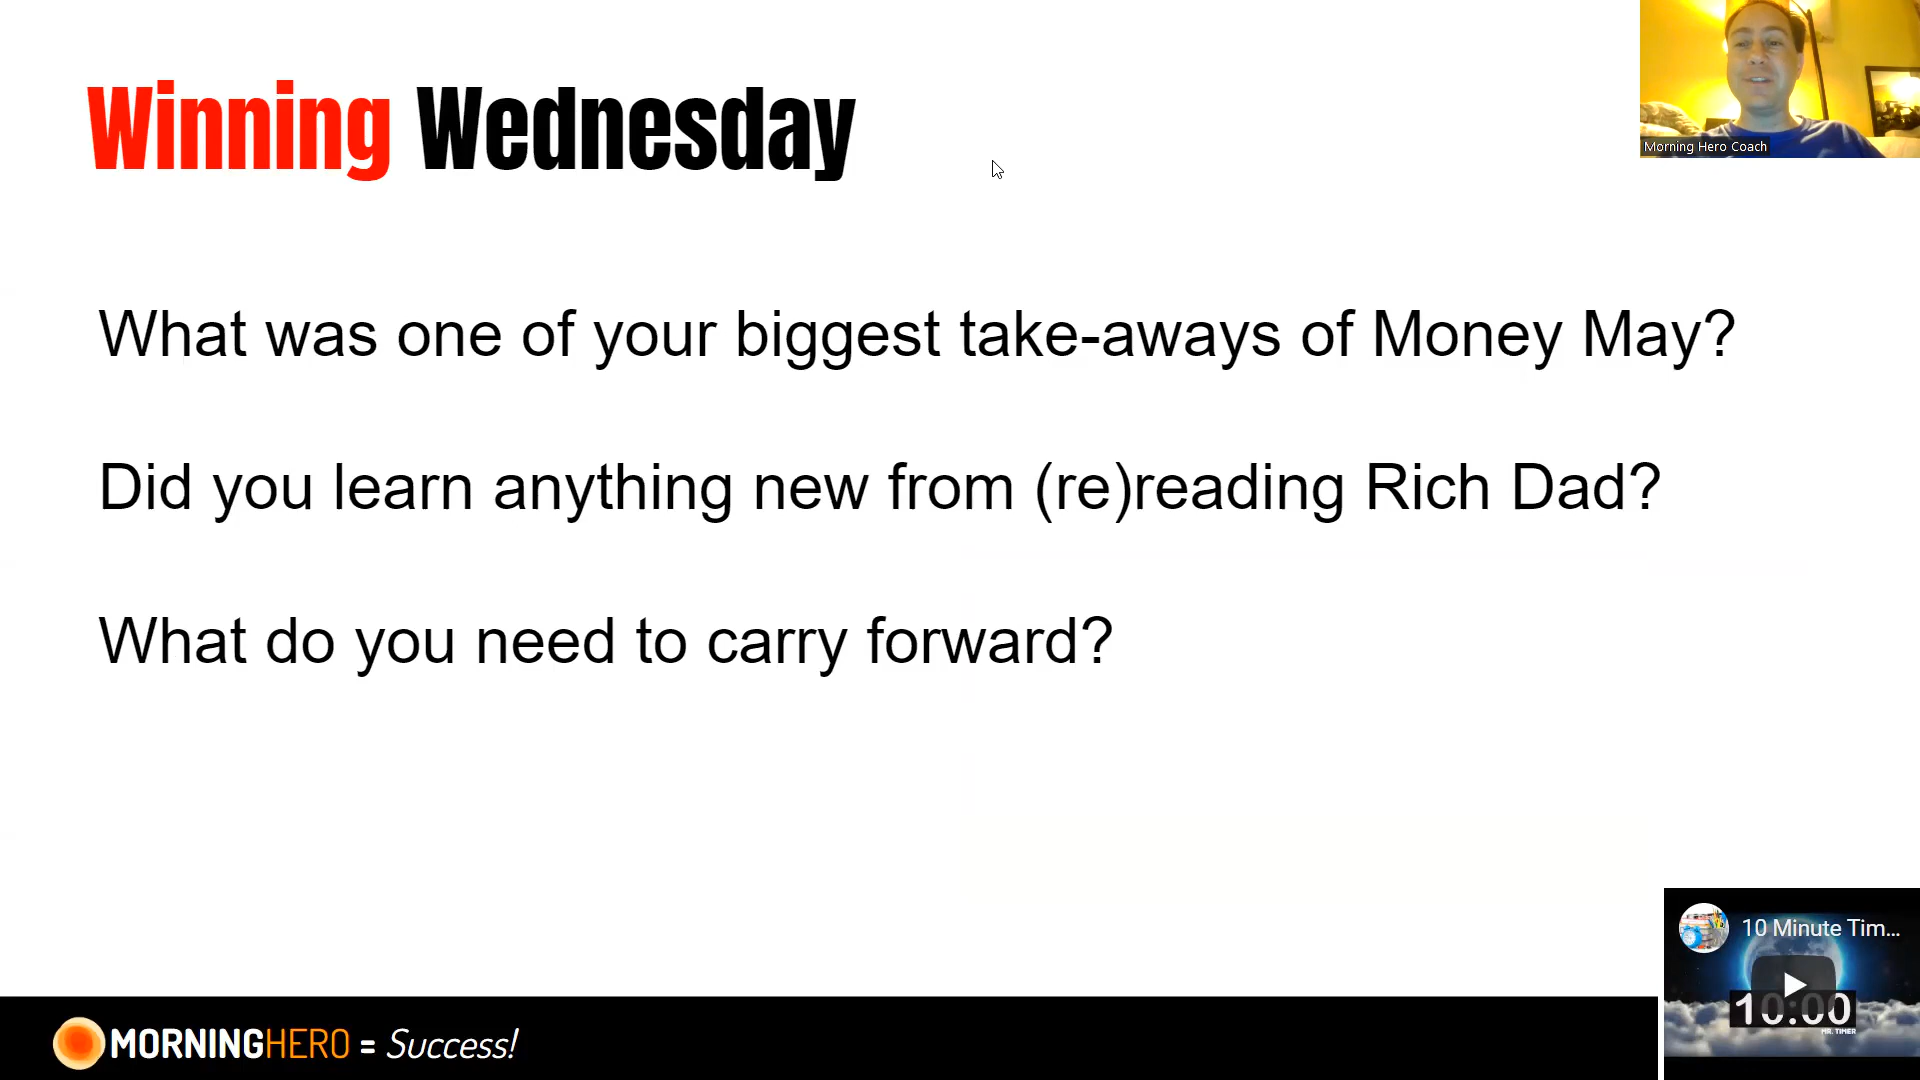 Winning Wednesday
Morning Hero Coach
What was one of your biggest take-aways of Money May?
Did you learn anything new from (re)reading Rich Dad?
What do you need to carry forward?
10 Minute Tim...
10:00
MR. TIMER
MORNINGHERO = Success!